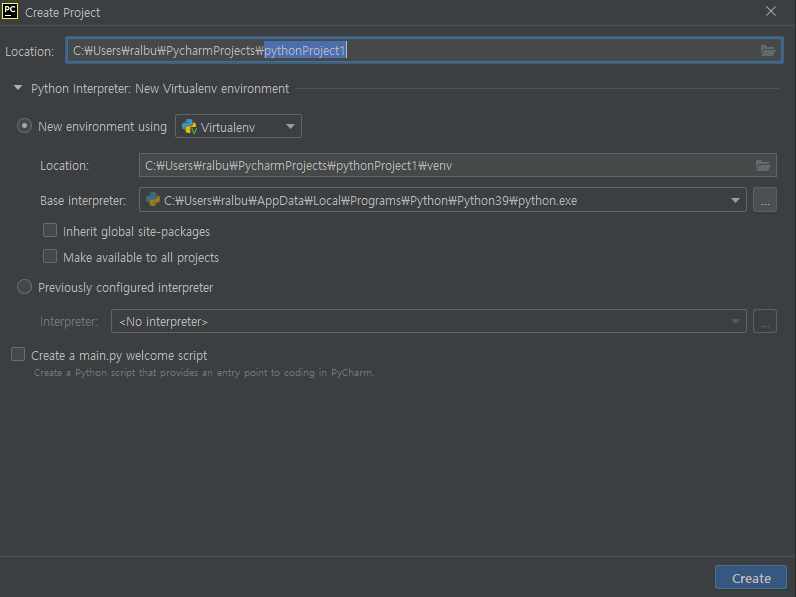 PC Create Project
Location: C:₩Users₩ralbu₩PycharmProjects₩pythonProject1
Python Interpreter: New Virtualenv environment
New environment using Virtualenv
Location: C:₩Users₩ralbu₩PycharmProjects₩pythonProject1₩venv
Base interpreter: C:₩Users₩ralbu₩AppData₩Local₩Programs₩Python₩Python39₩python.exe ...
Inherit global site-packages
Make available to all projects
Previously configured interpreter
Interpreter: <No interpreter> ...
Create a main.py welcome script
Create a Python script that provides an entry point to coding in PyCharm.
Create